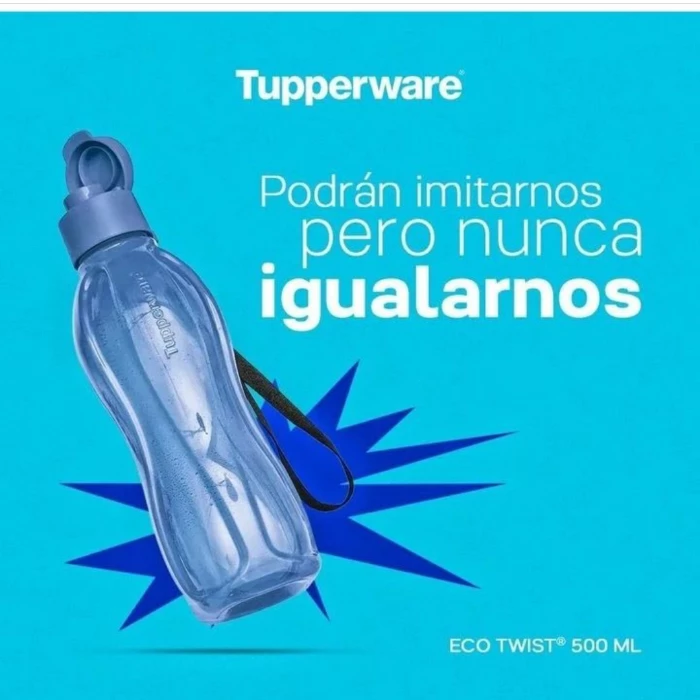 Tupperware®
Podrán imitarnos
pero nunca
igualarnos
Tupperware
ECO TWIST® 500 ML